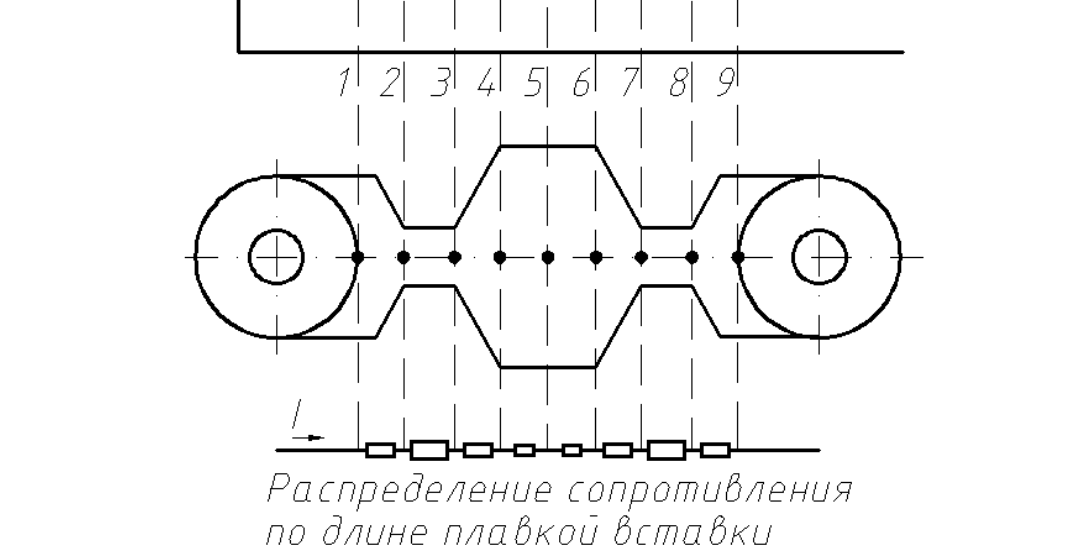 1 2 3 4 5 6 7 8 9
I
Распределение сопротивления
по длине плавкой вставки